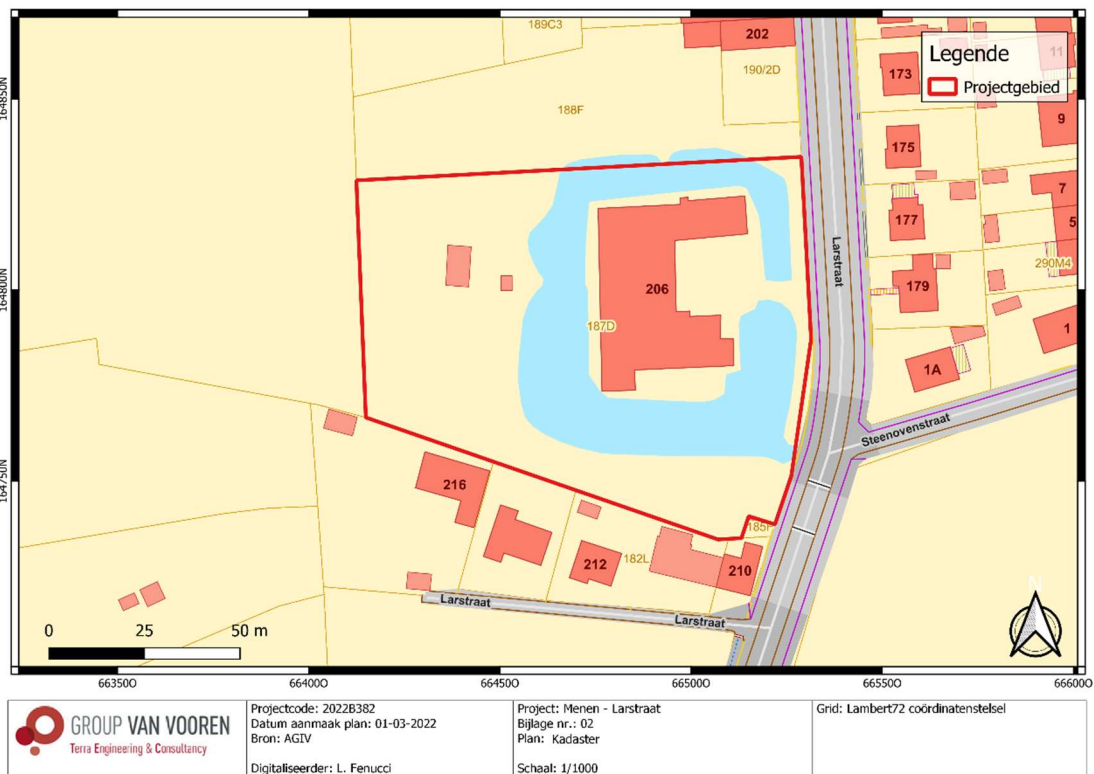 189C3
202
190/2D
188F
173
11
9
175
7
177
5
290M4
179
1
1A
Legende
Projectgebied
Larstraat
206
187D
Steenovenstraat
216
185F
182L
212
210
Larstraat
Larstraat
N
0 25 50 m
164850N
164800N
164750N
663500 664000 664500 665000 665500 666000
GROUP VAN VOOREN
Terra Engineering & Consultancy
Projectcode: 2022B382
Datum aanmaak plan: 01-03-2022
Bron: AGIV
Digitaliseerder: L. Fenucci
Project: Menen - Larstraat
Bijlage nr.: 02
Plan: Kadaster
Schaal: 1/1000
Grid: Lambert72 coördinatenstelsel